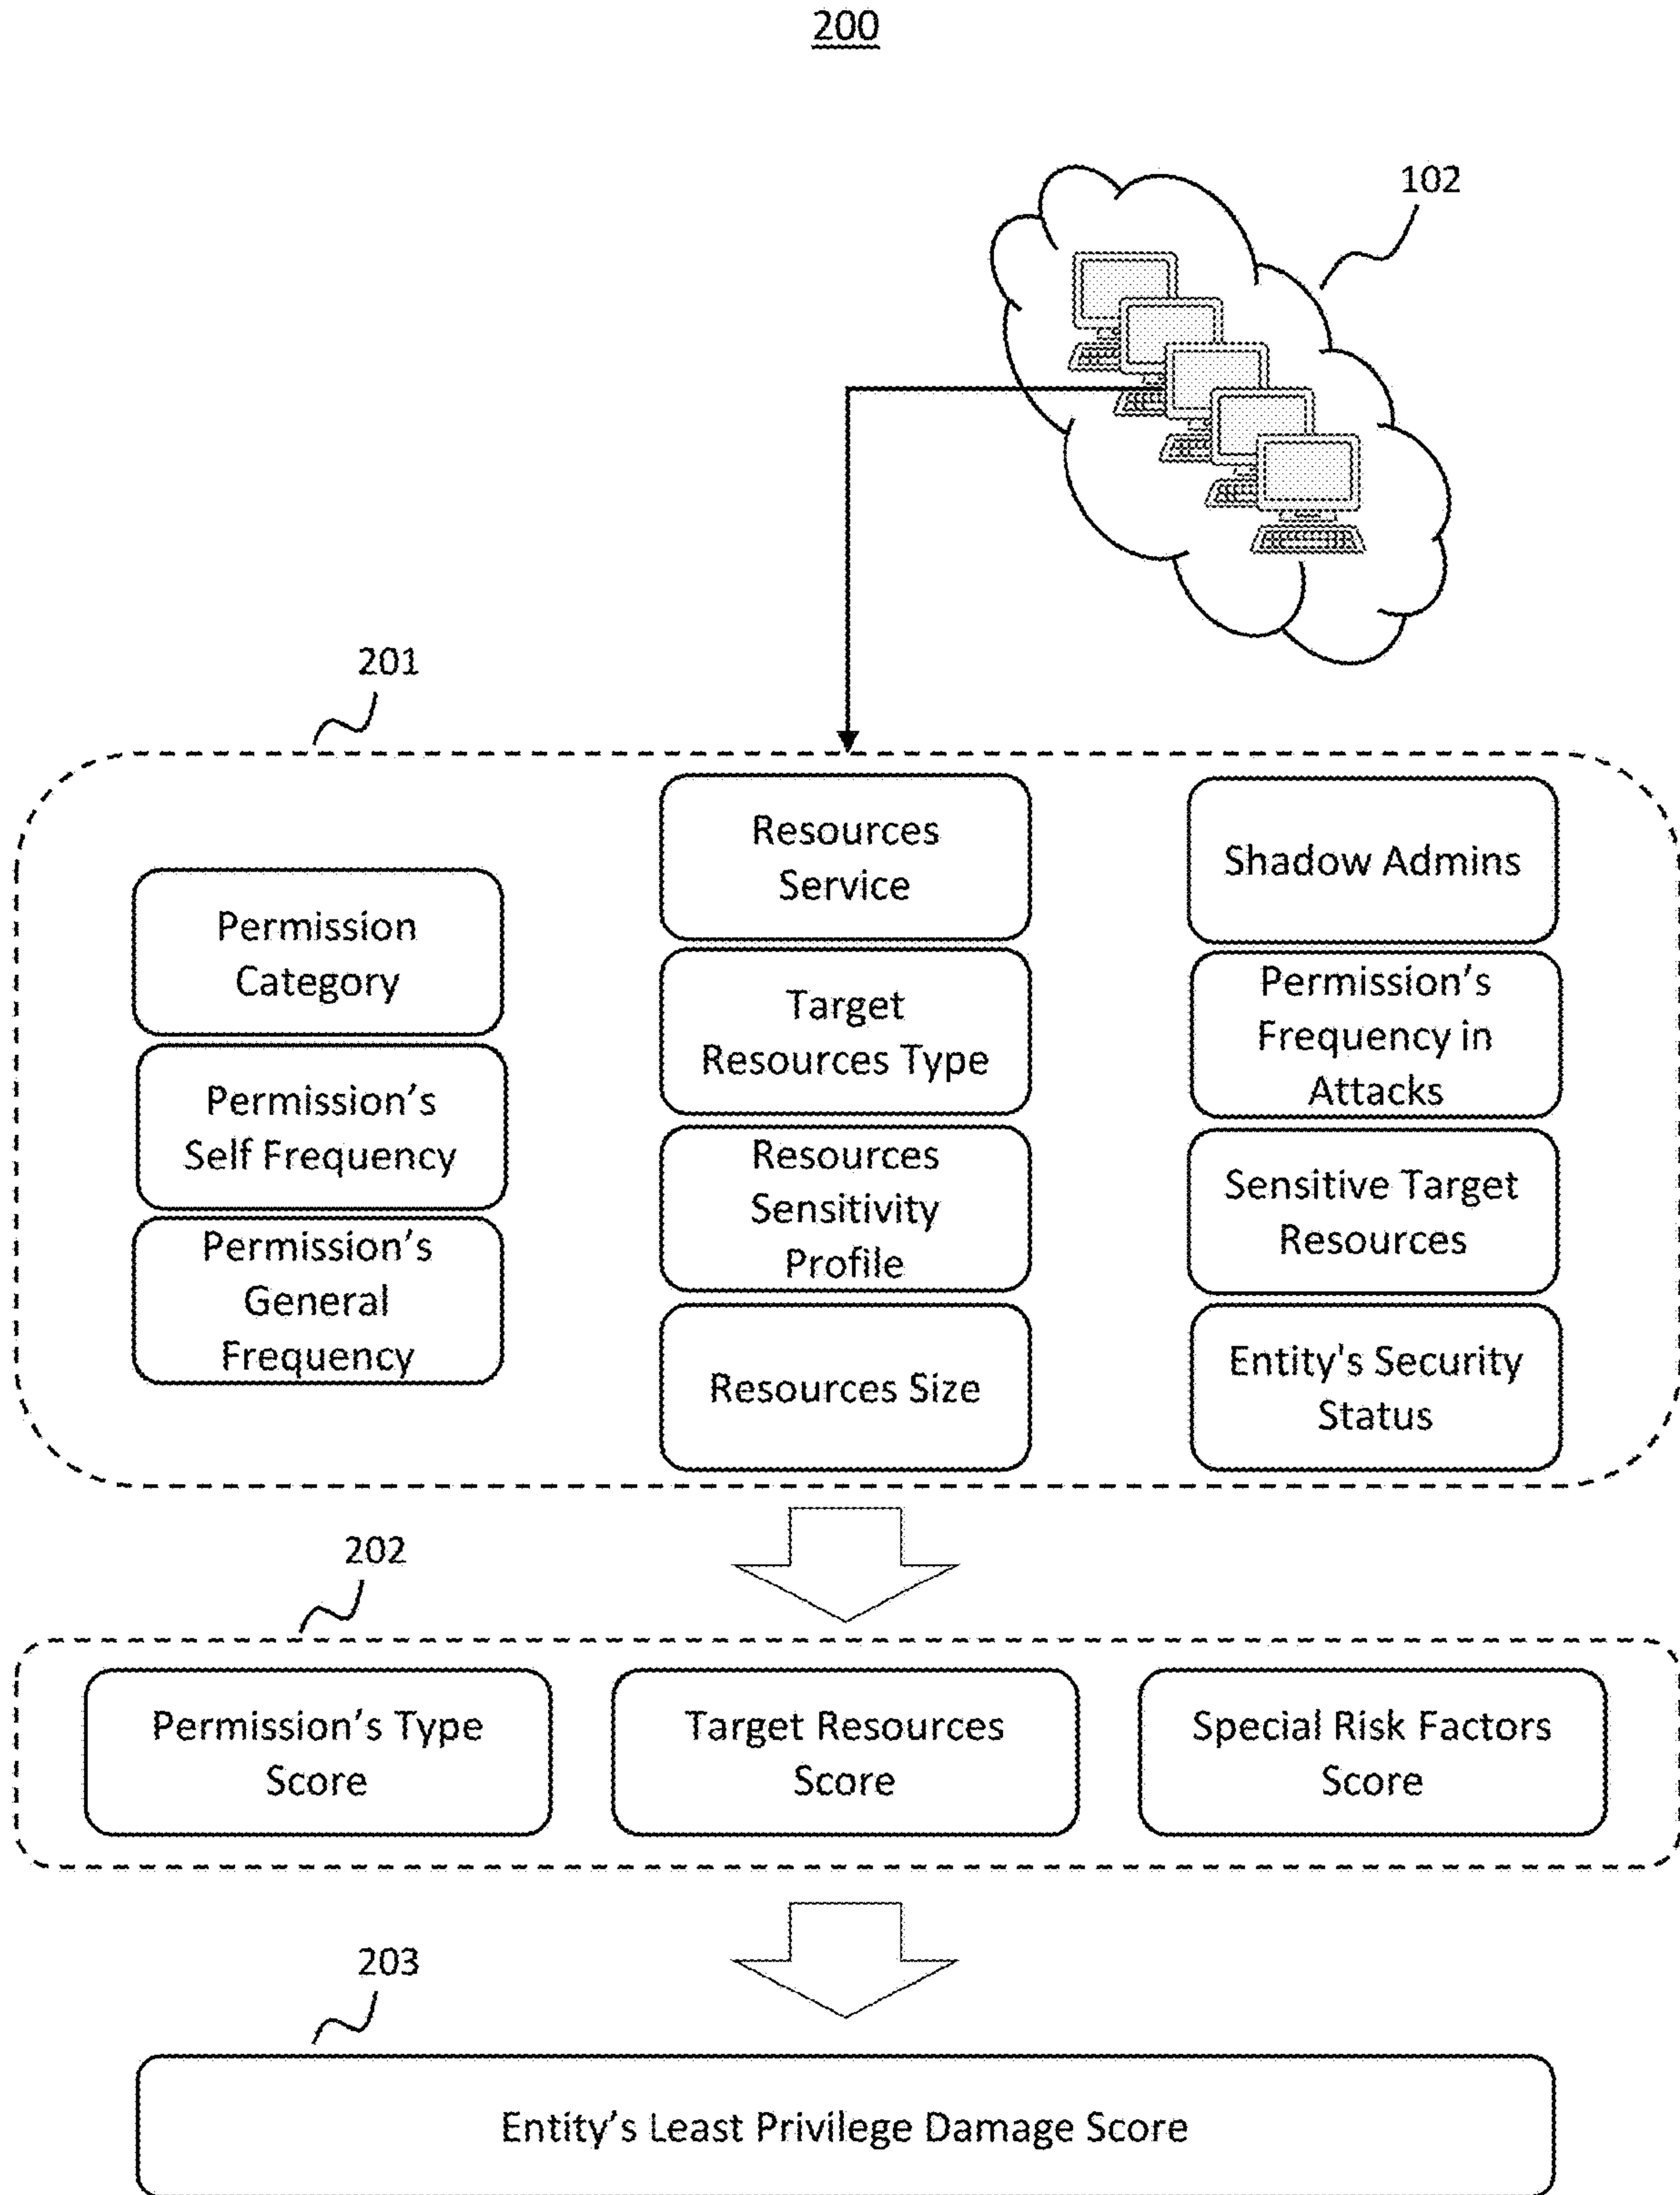 200
102
201
Permission
Category
Permission's
Self Frequency
Permission's
General
Frequency
Resources
Service
Target
Resources Type
Resources
Sensitivity
Profile
Resources Size
Shadow Admins
Permission's
Frequency in
Attacks
Sensitive Target
Resources
Entity's Security
Status
202
Permission's Type
Score
Target Resources
Score
Special Risk Factors
Score
203
Entity's Least Privilege Damage Score